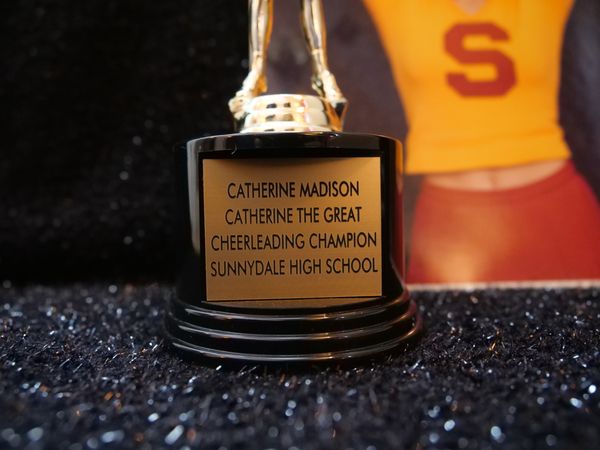 S
CATHERINE MADISON
CATHERINE THE GREAT
CHEERLEADING CHAMPION
SUNNYDALE HIGH SCHOOL